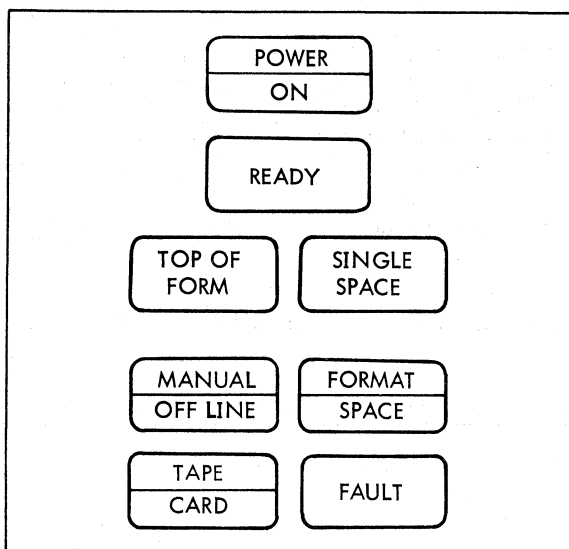 POWER
ON
READY
TOP OF
FORM
SINGLE
SPACE
MANUAL
OFF LINE
FORMAT
SPACE
TAPE
CARD
FAULT